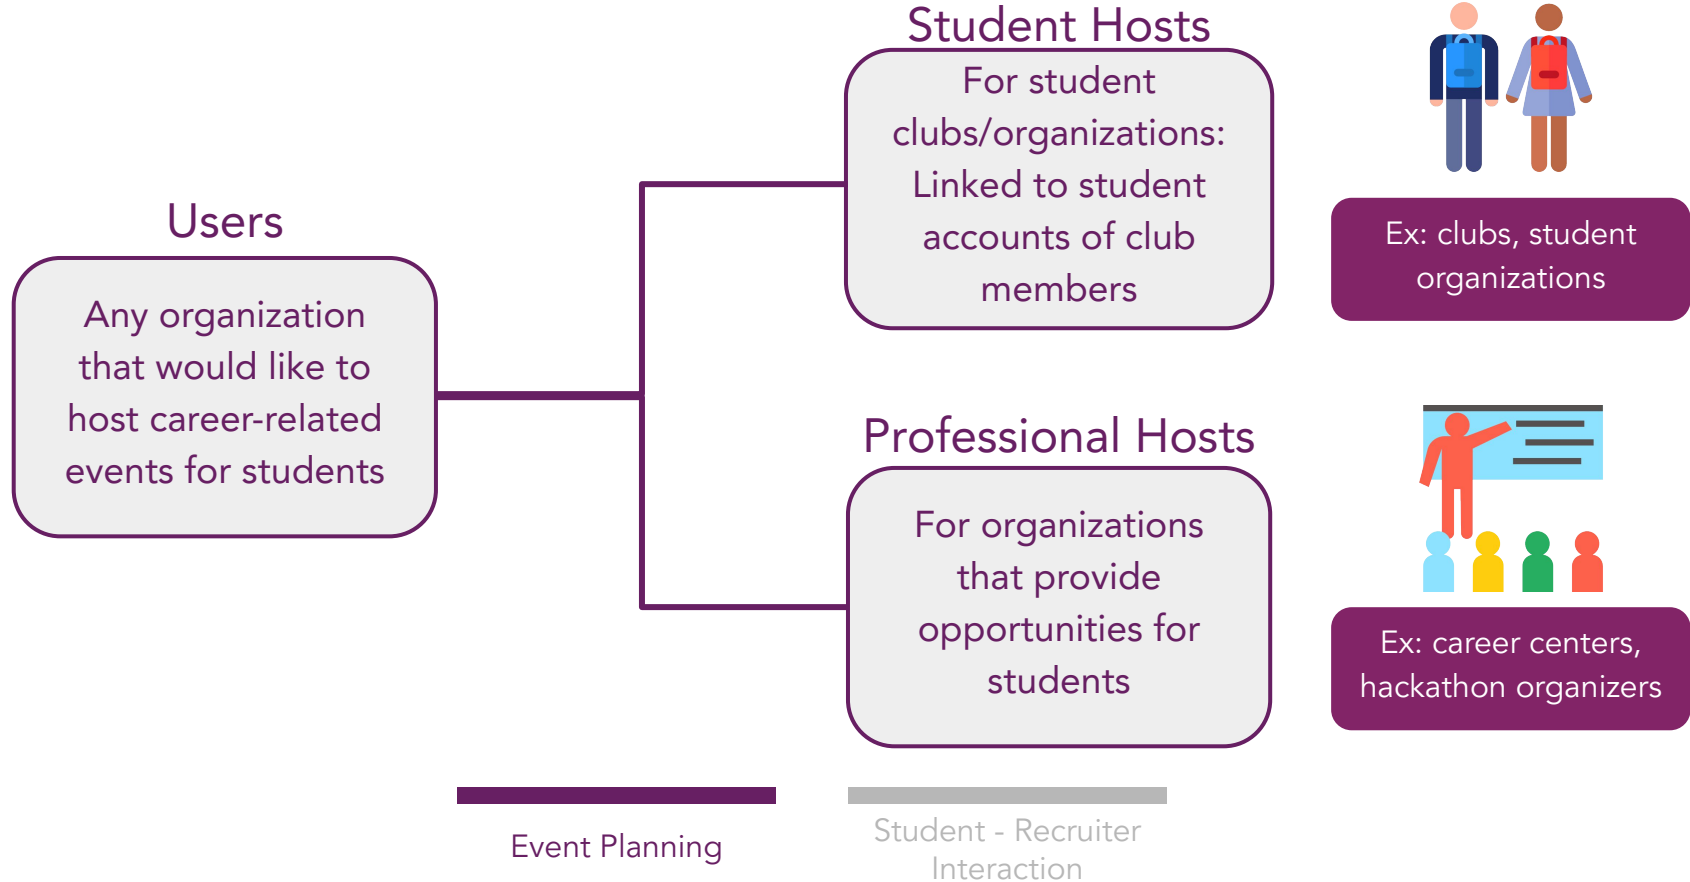 Users
Any organization
that would like to
host career-related
events for students
Student Hosts
For student
clubs/organizations:
Linked to student
accounts of club
members
Ex: clubs, student
organizations
Professional Hosts
For organizations
that provide
opportunities for
students
Ex: career centers,
hackathon organizers
Event Planning
Student - Recruiter
Interaction